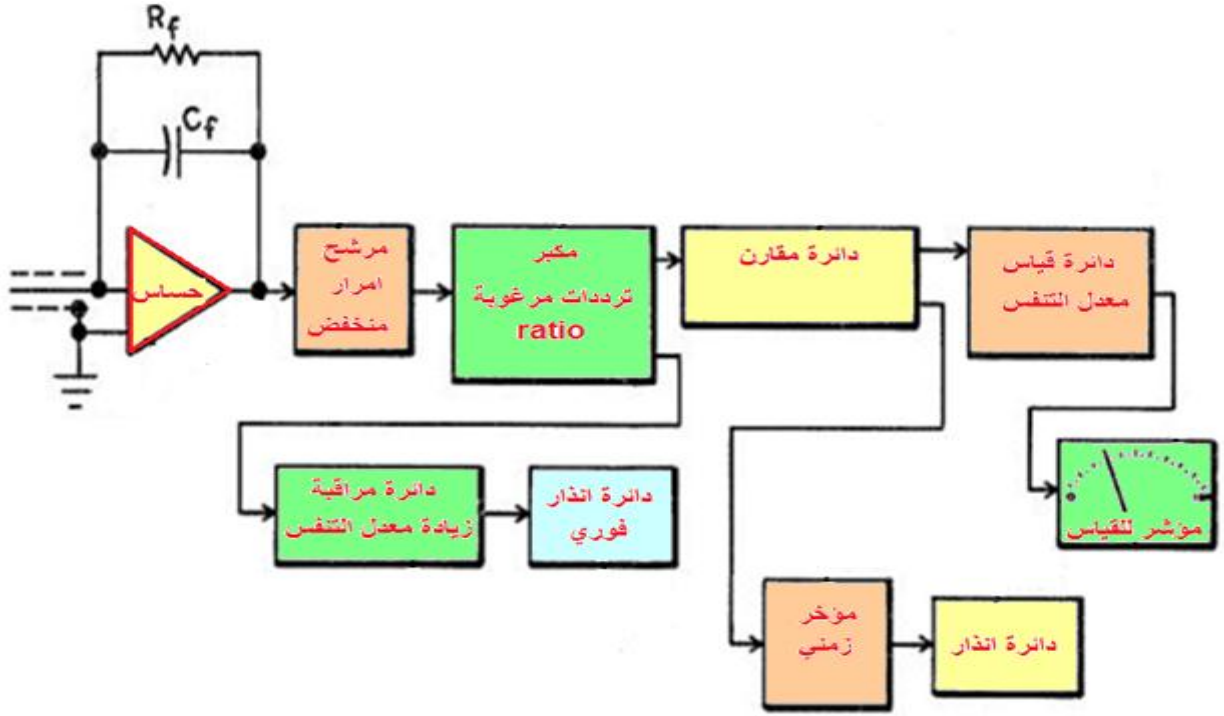 Rf
Cf
حساس
مرشح
امرار
منخفض
مكبر
ترددات مرغوبة
ratio
دائرة مقارن
دائرة قياس
معدل التنفس
مؤشر للقياس
دائرة مراقبة
زيادة معدل التنفس
دائرة انذار
فوري
مؤخر
زمني
دائرة انذار